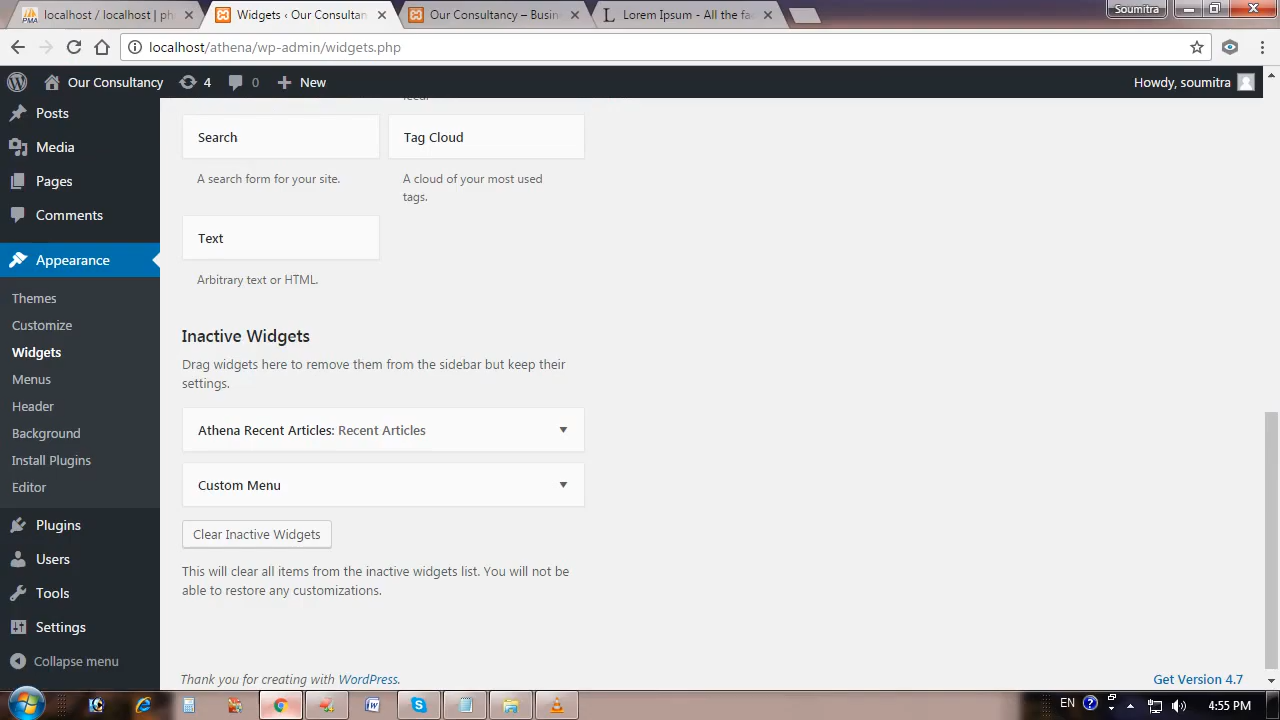 localhost / localhost | ph
Widgets ‹ Our Consultan
Our Consultancy – Busi
Lorem Ipsum - All the fa
Soumitra
localhost/athena/wp-admin/widgets.php
Our Consultancy
4
0
New
Howdy, soumitra
Posts
Media
Pages
Comments
Appearance
Themes
Customize
Widgets
Menus
Header
Background
Install Plugins
Editor
Plugins
Users
Tools
Settings
Collapse menu
feed.
Search
Tag Cloud
A search form for your site.
A cloud of your most used
tags.
Text
Arbitrary text or HTML.
Inactive Widgets
Drag widgets here to remove them from the sidebar but keep their
settings.
Athena Recent Articles: Recent Articles
Custom Menu
Clear Inactive Widgets
This will clear all items from the inactive widgets list. You will not be
able to restore any customizations.
Thank you for creating with WordPress.
Get Version 4.7
EN
4:55 PM